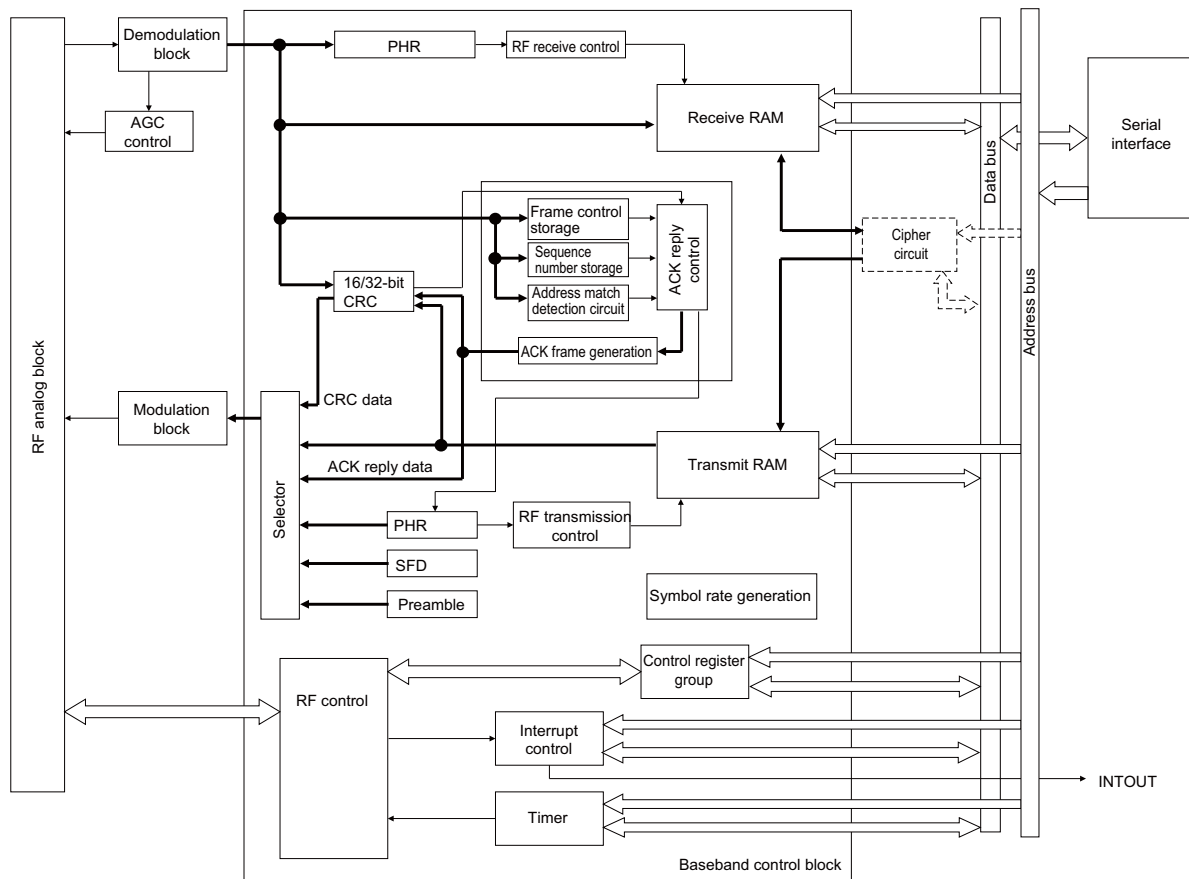 Demodulation
block
PHR
RF receive control
AGC
control
Receive RAM
Serial
interface
Data bus
Frame control
storage
Sequence
number storage
Address match
detection circuit
ACK reply
control
Cipher
circuit
16/32-bit
CRC
ACK frame generation
Address bus
RF analog block
Modulation
block
CRC data
ACK reply data
Selector
Transmit RAM
PHR
RF transmission
control
SFD
Preamble
Symbol rate generation
Control register
group
RF control
Interrupt
control
INTOUT
Timer
Baseband control block